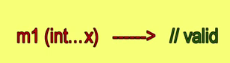 m1 (int...x) ——> // valid